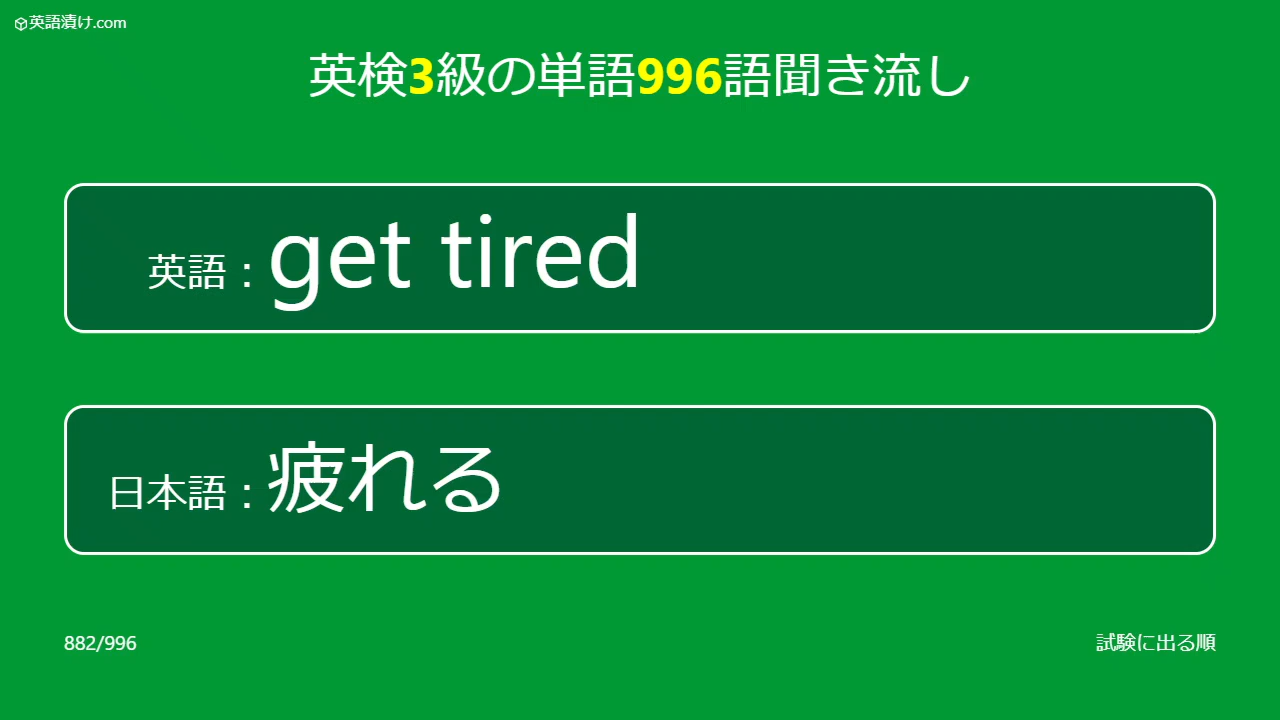 英語漬け.com
英検3級の単語996語聞き流し
英語：get tired
日本語：疲れる
882/996
試験に出る順